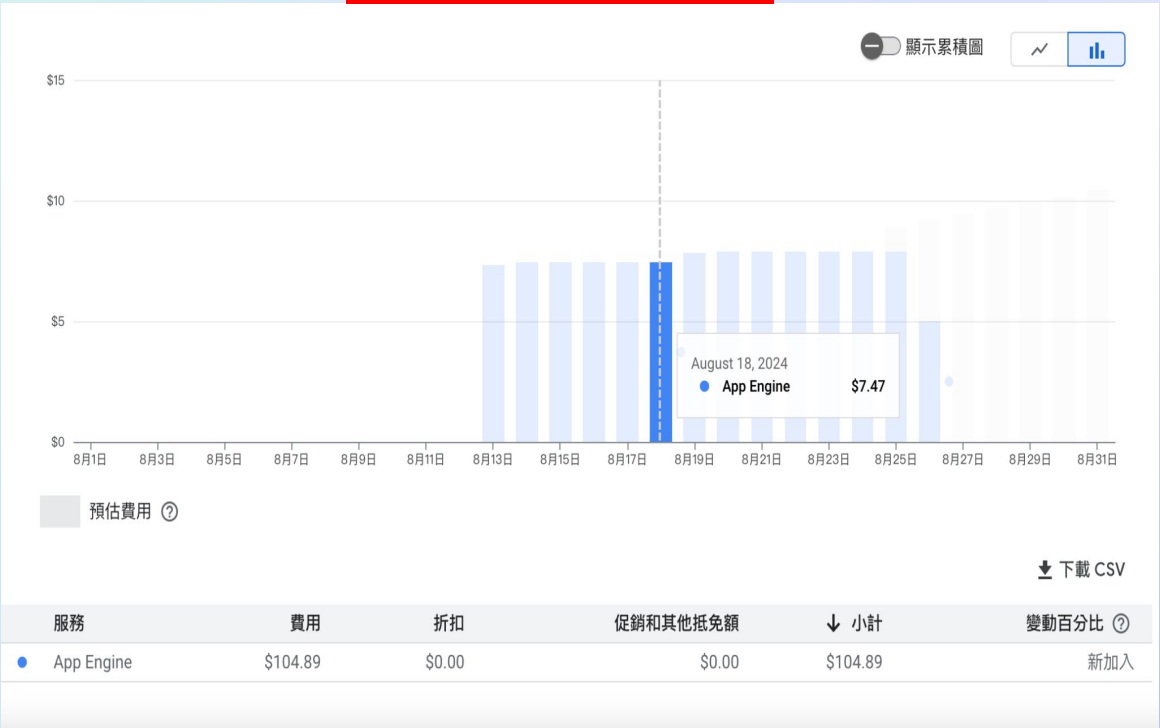 顯示累積圖
$15
$10
$5
$0
August 18, 2024
App Engine $7.47
8月1日 8月3日 8月5日 8月7日 8月9日 8月11日 8月13日 8月15日 8月17日 8月19日 8月21日 8月23日 8月25日 8月27日 8月29日 8月31日
預估費用
下載 CSV
服務 費用 折扣 促銷和其他抵免額 小計 變動百分比
App Engine $104.89 $0.00 $0.00 $104.89 新加入